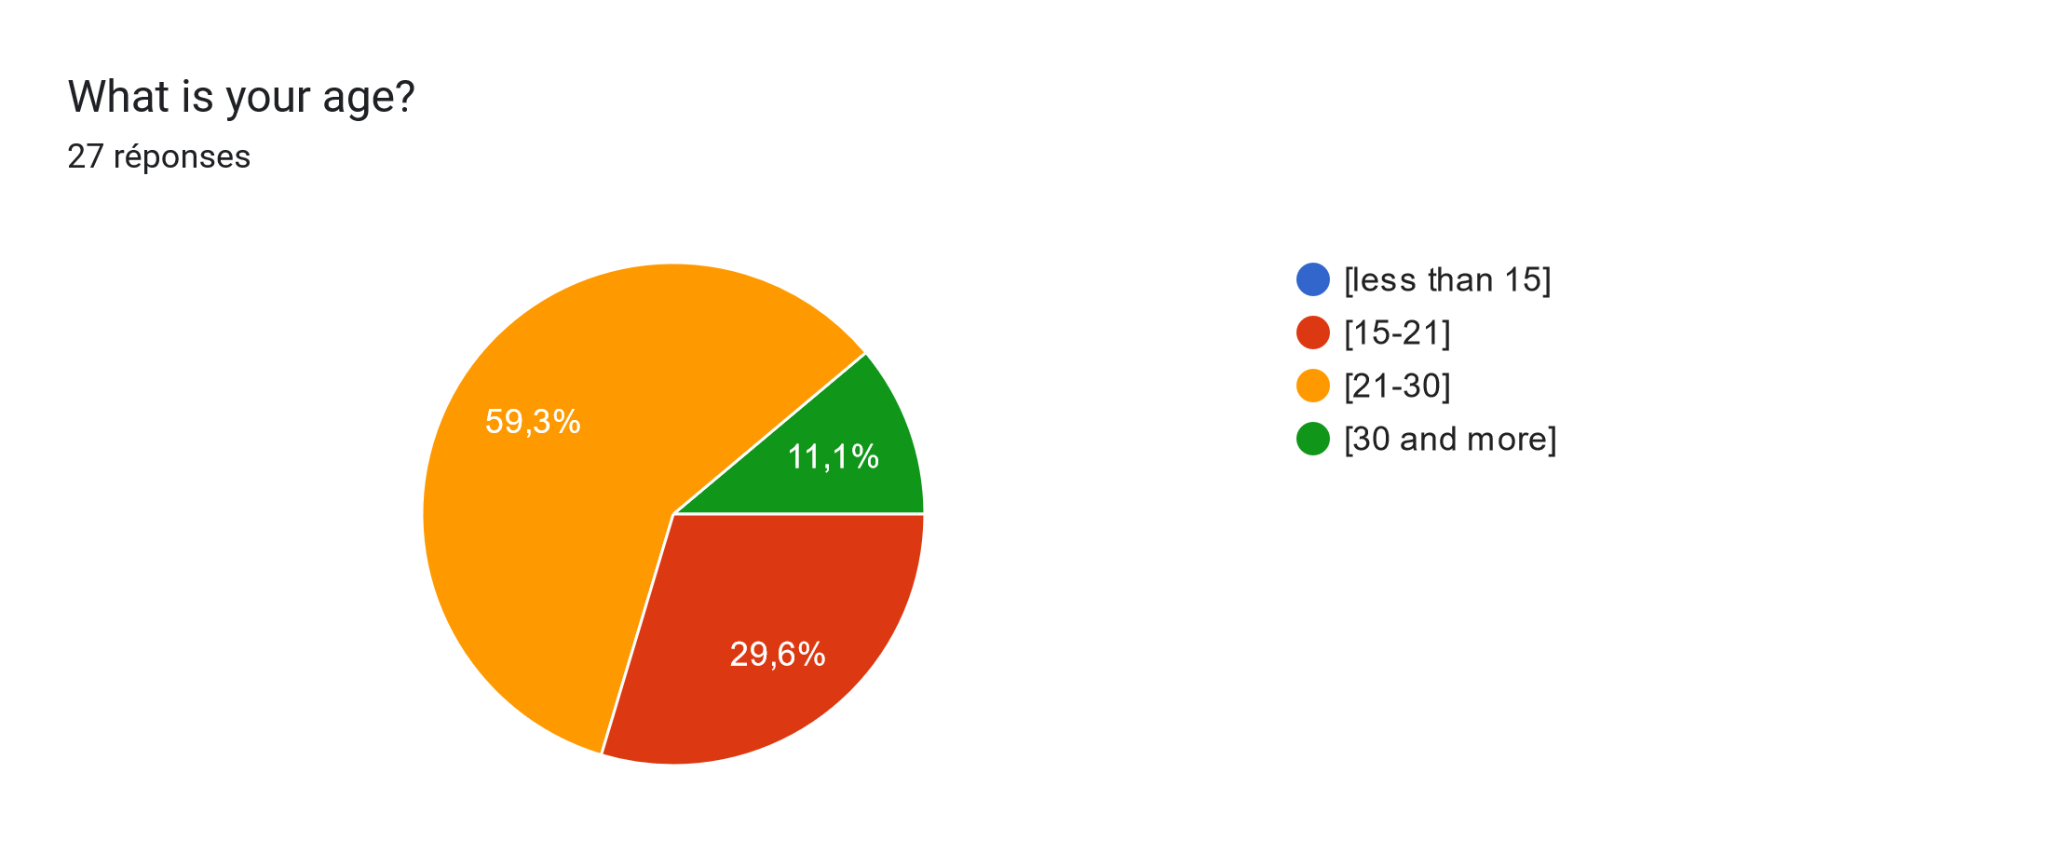 What is your age?
27 réponses
[less than 15]
[15-21]
[21-30]
[30 and more]
59,3%
11,1%
29,6%